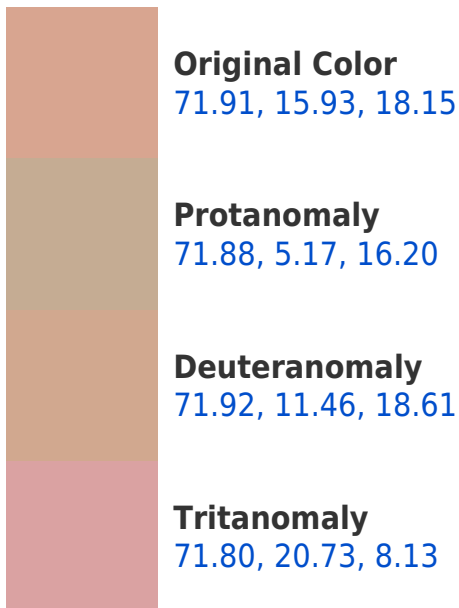 Original Color
71.91, 15.93, 18.15
Protanomaly
71.88, 5.17, 16.20
Deuteranomaly
71.92, 11.46, 18.61
Tritanomaly
71.80, 20.73, 8.13